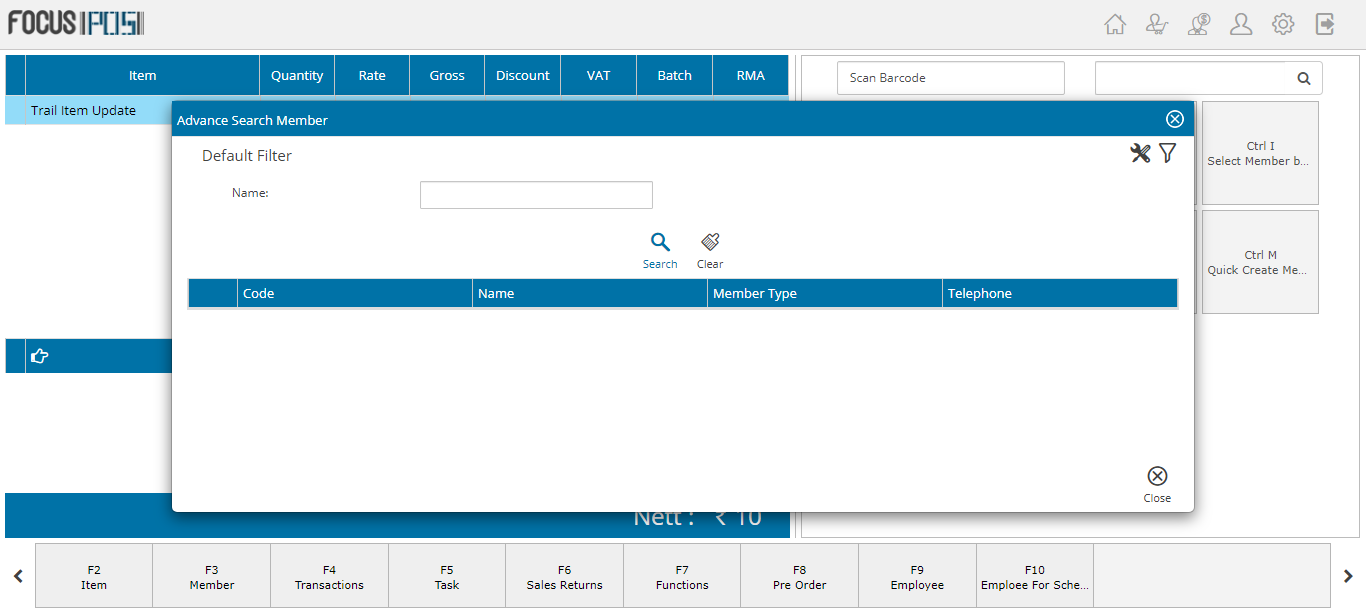 FOCUS POS
Item Quantity Rate Gross Discount VAT Batch RMA
Scan Barcode
Trail Item Update
Advance Search Member
Default Filter
Name:
Search Clear
Code Name Member Type Telephone
Close
Ctrl I
Select Member b...
Ctrl M
Quick Create Me...
Nett : ₹ 10
F2
Item
F3
Member
F4
Transactions
F5
Task
F6
Sales Returns
F7
Functions
F8
Pre Order
F9
Employee
F10
Emploee For Sche...